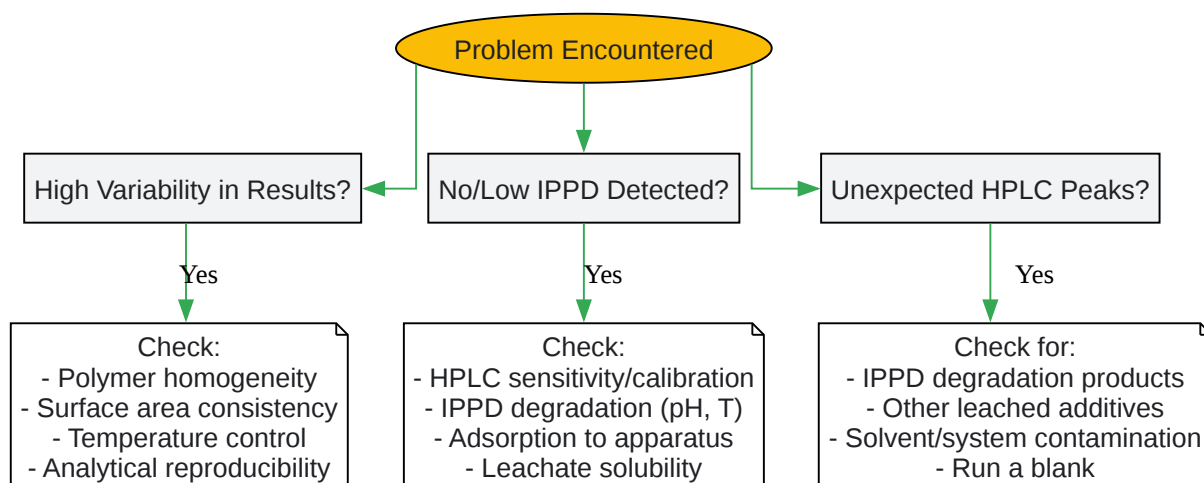 Problem Encountered
High Variability in Results?
No/Low IPPD Detected?
Unexpected HPLC Peaks?
Yes
Yes
Yes
Check:
- Polymer homogeneity
- Surface area consistency
- Temperature control
- Analytical reproducibility
Check:
- HPLC sensitivity/calibration
- IPPD degradation (pH, T)
- Adsorption to apparatus
- Leachate solubility
Check for:
- IPPD degradation products
- Other leached additives
- Solvent/system contamination
- Run a blank